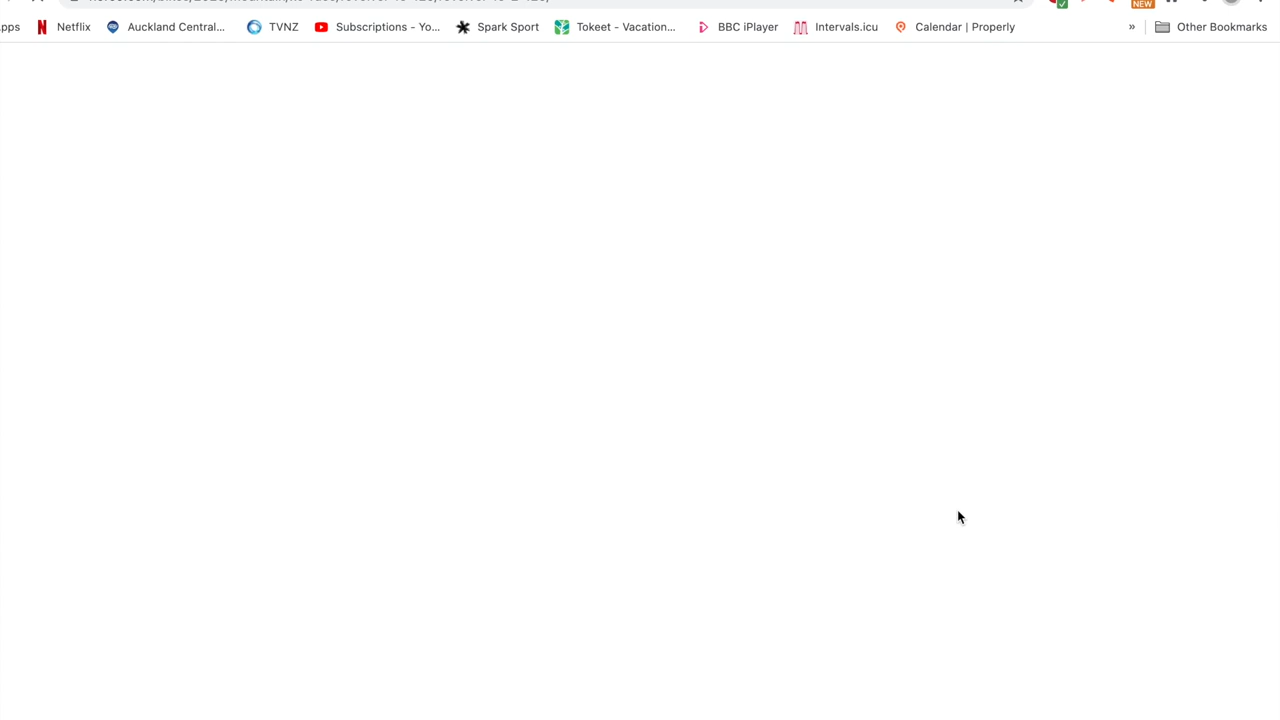 pps Netflix Auckland Central... TVNZ Subscriptions - Yo... Spark Sport Tokeet - Vacation... BBC iPlayer Intervals.icu Calendar | Properly » Other Bookmarks
NEW